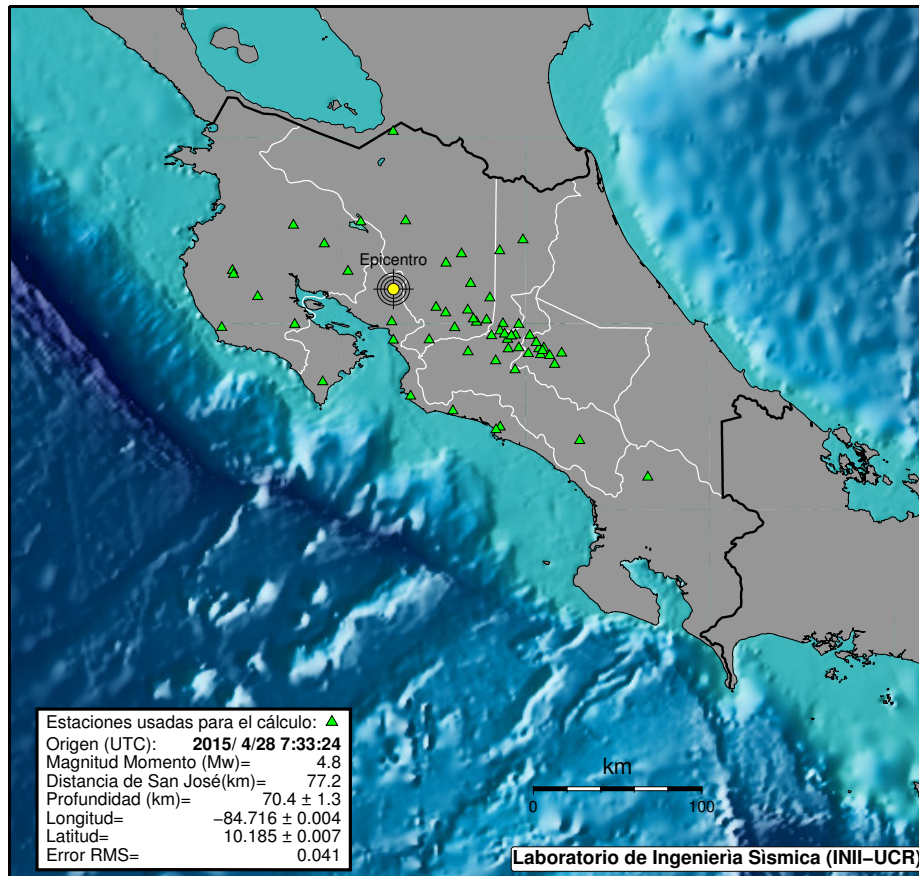 Epicentro
Estaciones usadas para el cálculo:
Origen (UTC): 2015/ 4/28 7:33:24
Magnitud Momento (Mw)= 4.8
Distancia de San José(km)= 77.2
Profundidad (km)= 70.4 ± 1.3
Longitud= −84.716 ± 0.004
Latitud= 10.185 ± 0.007
Error RMS= 0.041
km
0 100
Laboratorio de Ingenierìa Sìsmica (INII−UCR)